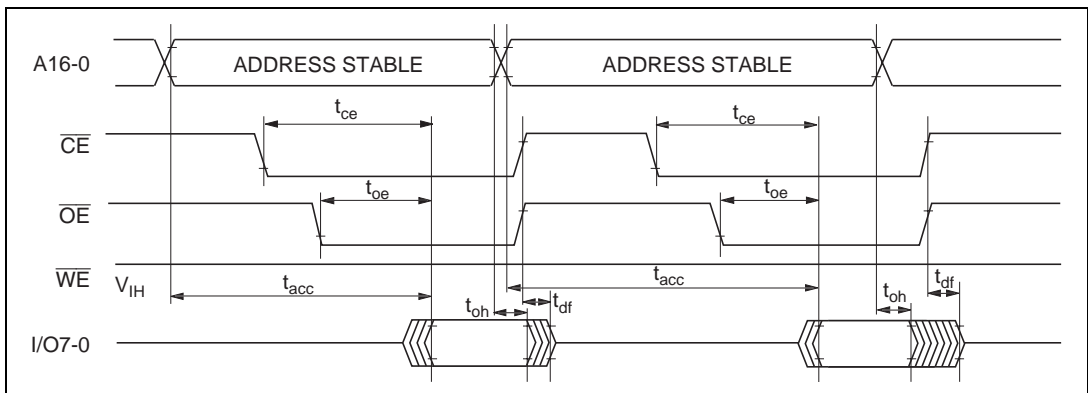 A16-0
ADDRESS STABLE
ADDRESS STABLE
tce
tce
CE
toe
toe
OE
WE
VIH
tacc
tacc
toh
tdf
toh
tdf
I/O7-0